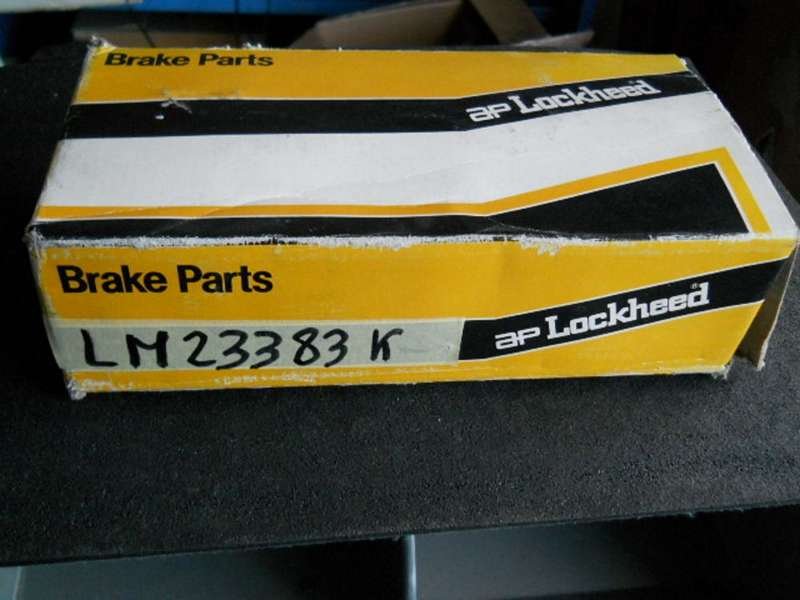 Brake Parts
ap Lockheed
Brake Parts
ap Lockheed®
LM 23383 K